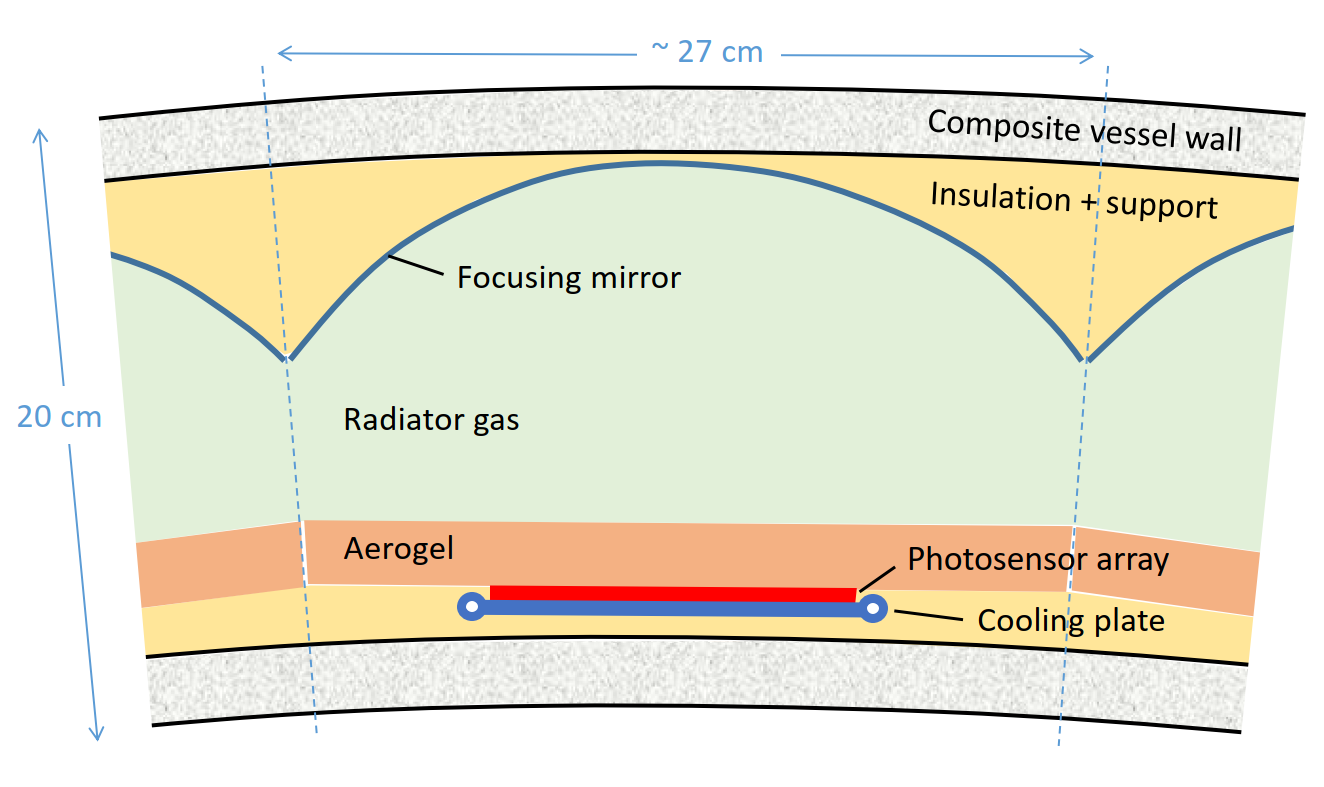 ~ 27 cm
Composite vessel wall
Insulation + support
Focusing mirror
20 cm
Radiator gas
Aerogel
Photosensor array
Cooling plate